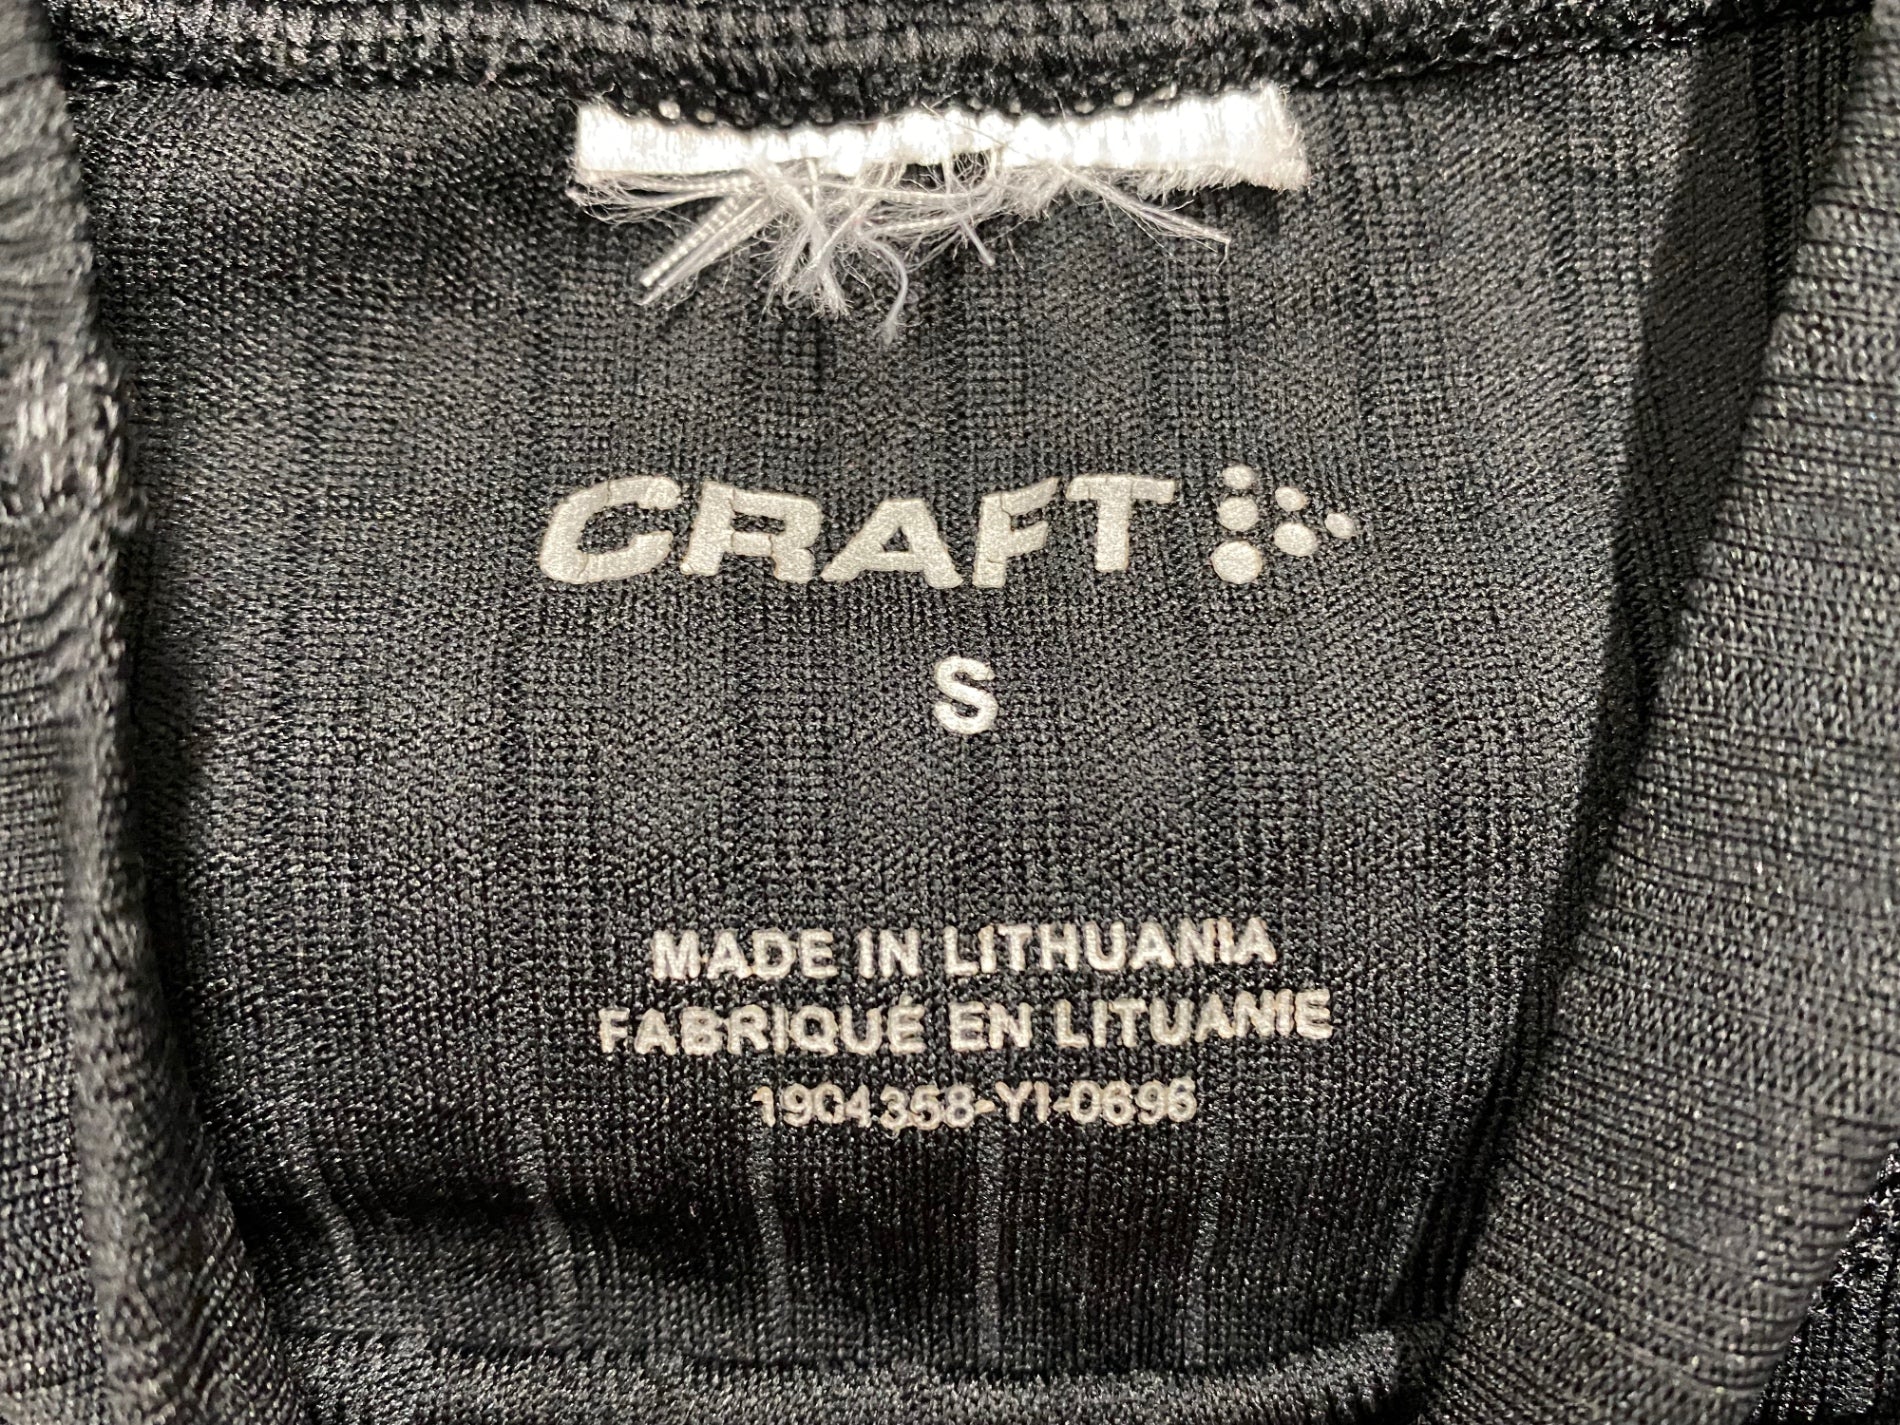 CRAFT
S
MADE IN LITHUANIA
FABRIQUÉ EN LITUANIE
1904358-YI-0696